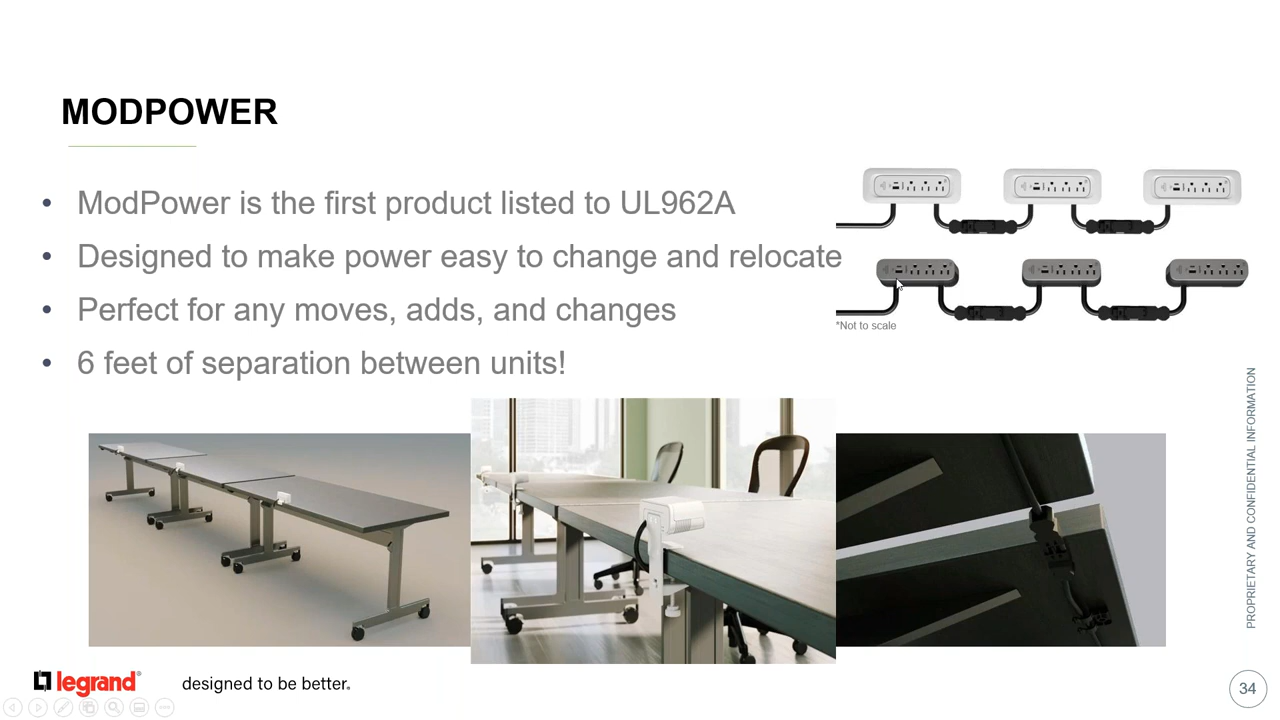 MODPOWER
• ModPower is the first product listed to UL962A
• Designed to make power easy to change and relocate
• Perfect for any moves, adds, and changes
• 6 feet of separation between units!
*Not to scale
PROPRIETARY AND CONFIDENTIAL INFORMATION
legrand®
designed to be better.®
34